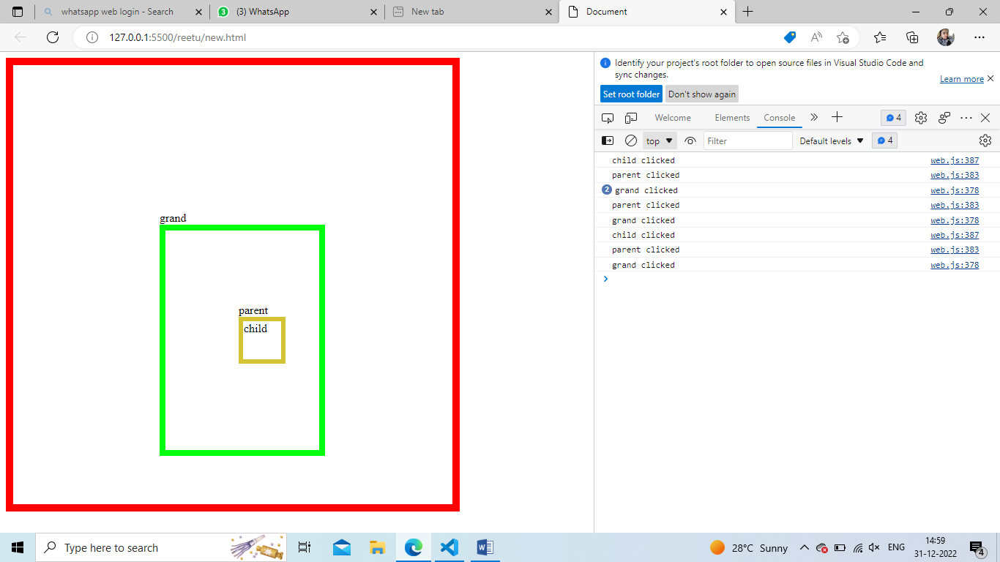 whatsapp web login - Search
3 (3) WhatsApp
New tab
Document
127.0.0.1:5500/reetu/new.html
Identify your project's root folder to open source files in Visual Studio Code and
sync changes.
Learn more
Set root folder Don't show again
Welcome Elements Console 4
top Filter Default levels 4
child clicked web.js:387
parent clicked web.js:383
2 grand clicked web.js:378
parent clicked web.js:383
grand clicked web.js:378
child clicked web.js:387
parent clicked web.js:383
grand clicked web.js:378
grand
parent
child
Type here to search
28°C Sunny
ENG
14:59
31-12-2022
4